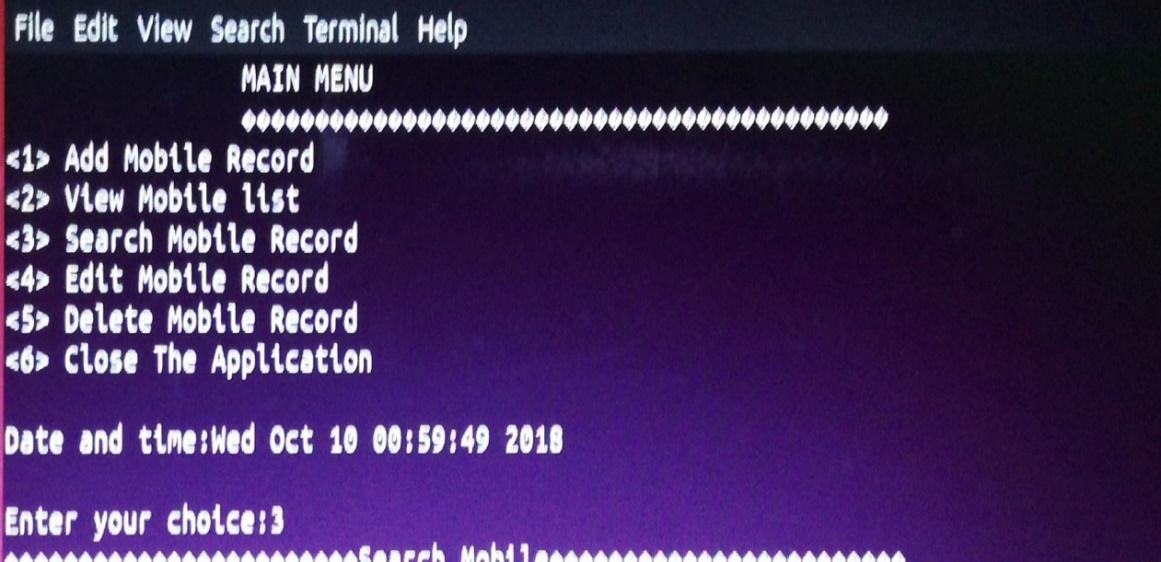 File Edit View Search Terminal Help
MAIN MENU
<1> Add Mobile Record
<2> View Mobile list
<3> Search Mobile Record
<4> Edit Mobile Record
<5> Delete Mobile Record
<6> Close The Application
Date and time:Wed Oct 10 00:59:49 2018
Enter your choice:3
Search Mobile